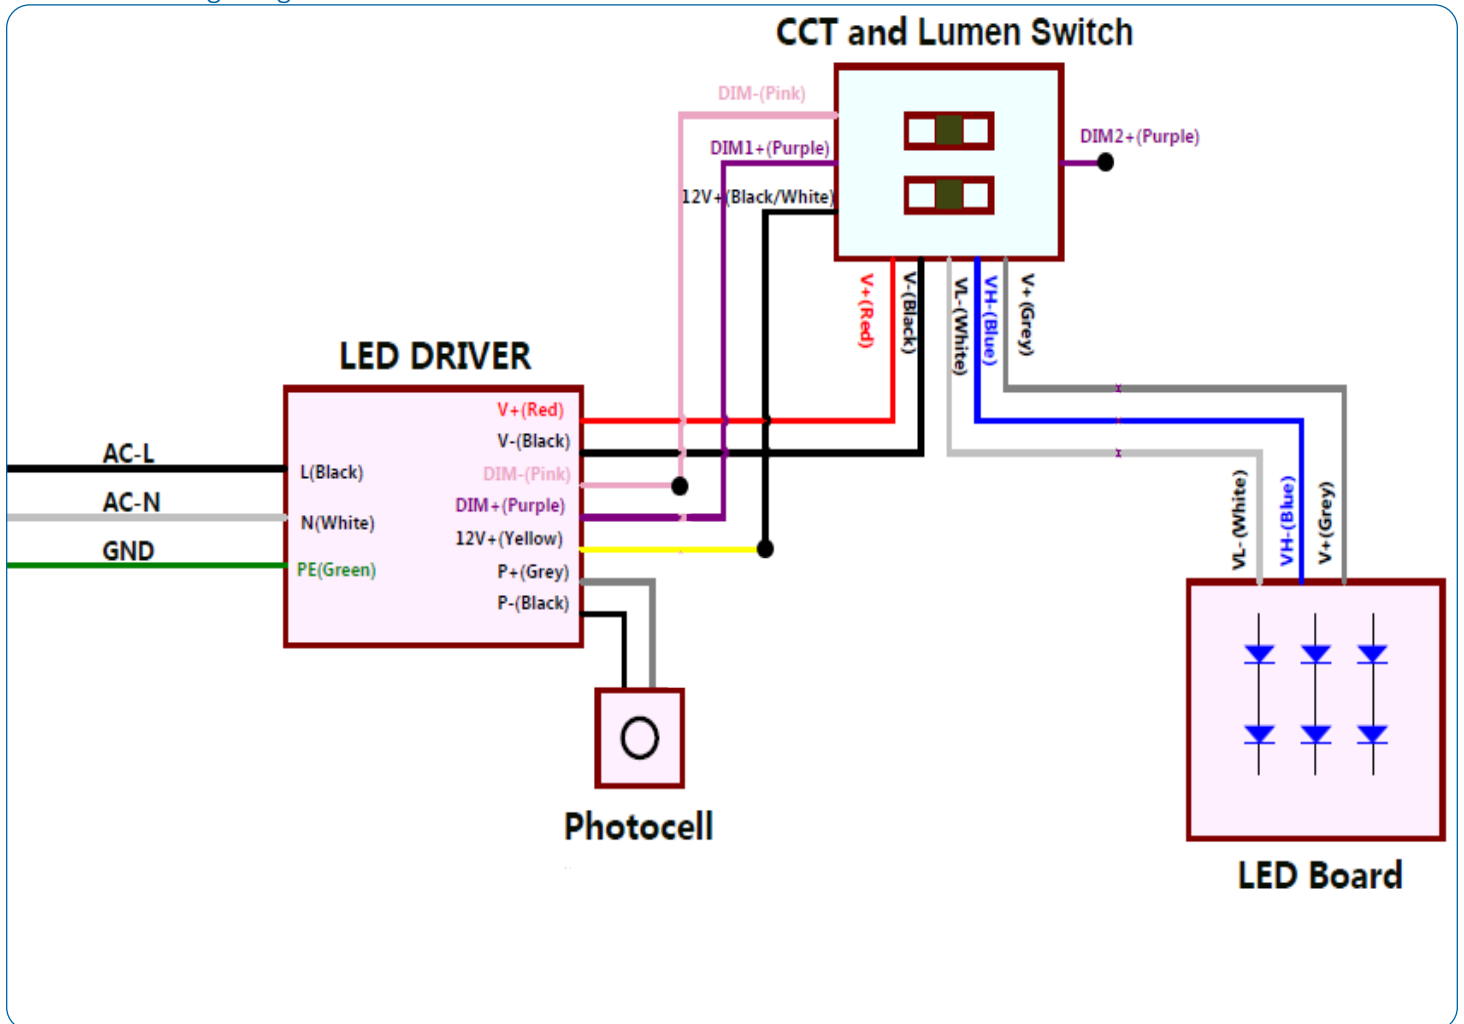 CCT and Lumen Switch
DIM-(Pink)
DIM1+(Purple)
12V+(Black/White)
DIM2+(Purple)
V+(Red)
V-(Black)
VL-(White)
VH-(Blue)
V+(Grey)
LED DRIVER
V+(Red)
V-(Black)
DIM-(Pink)
DIM+(Purple)
12V+(Yellow)
P+(Grey)
P-(Black)
AC-L
L(Black)
AC-N
N(White)
GND
PE(Green)
VL-(White)
VH-(Blue)
V+(Grey)
Photocell
LED Board